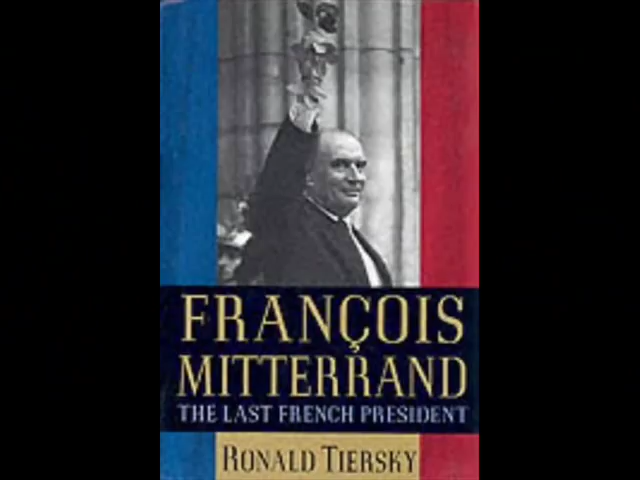 FRANÇOIS
MITTERRAND
THE LAST FRENCH PRESIDENT
RONALD TIERSKY